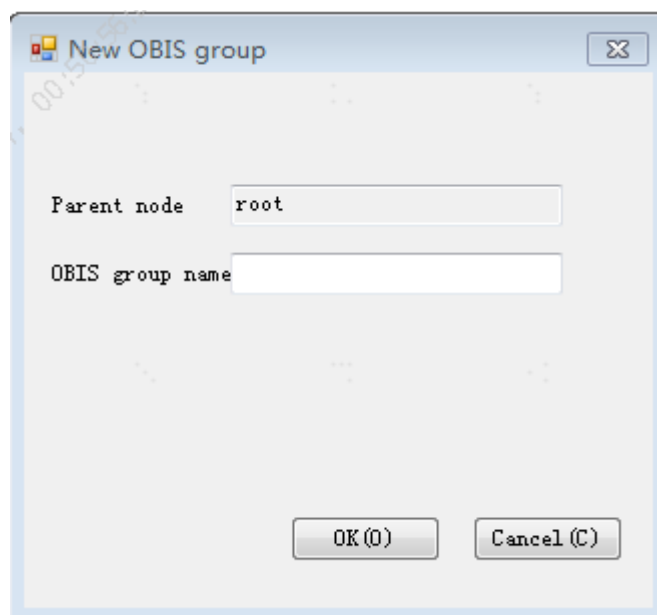 New OBIS group
Parent node root
OBIS group name
OK(O) Cancel(C)